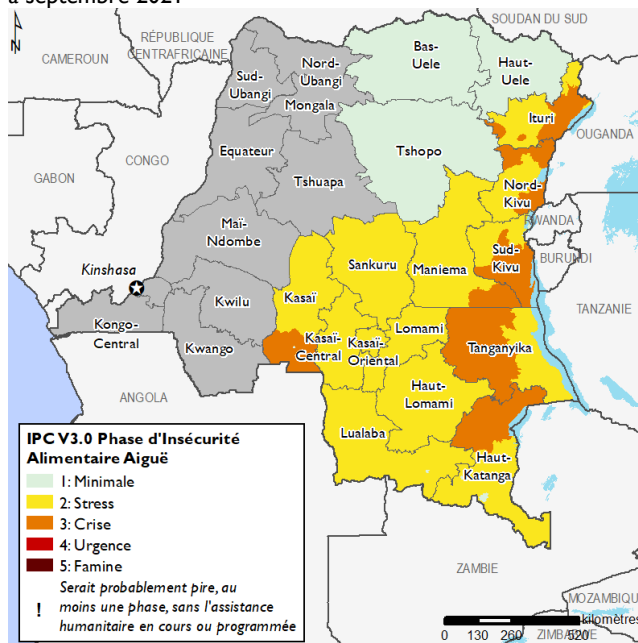 à septembre 2021
N
SOUDAN DU SUD
RÉPUBLIQUE
CENTRAFRICAINE
CAMEROUN
Bas-
Uele
Haut-
Uele
Nord-
Ubangi
Sud-
Ubangi
Mongala
Ituri
OUGANDA
CONGO
Equateur
Tshopo
GABON
Tshuapa
Nord-
Kivu
RWANDA
Maï-
Ndombe
Sud-
Kivu
BURUNDI
Sankuru
Maniema
Kinshasa
TANZANIE
Kwilu
Kasaï
Kongo-
Central
Lomami
Kasaï-
Central
Kasaï-
Oriental
Tanganyika
Kwango
ANGOLA
Haut-
Lomami
Lualaba
Haut-
Katanga
IPC V3.0 Phase d'Insécurité
Alimentaire Aiguë
1: Minimale
2: Stress
3: Crise
4: Urgence
5: Famine
! Serait probablement pire, au
moins une phase, sans l'assistance
humanitaire en cours ou programmée
ZAMBIE
MOZAMBIQUE
kilomètres
0 130 260 520
ZIMBABWE